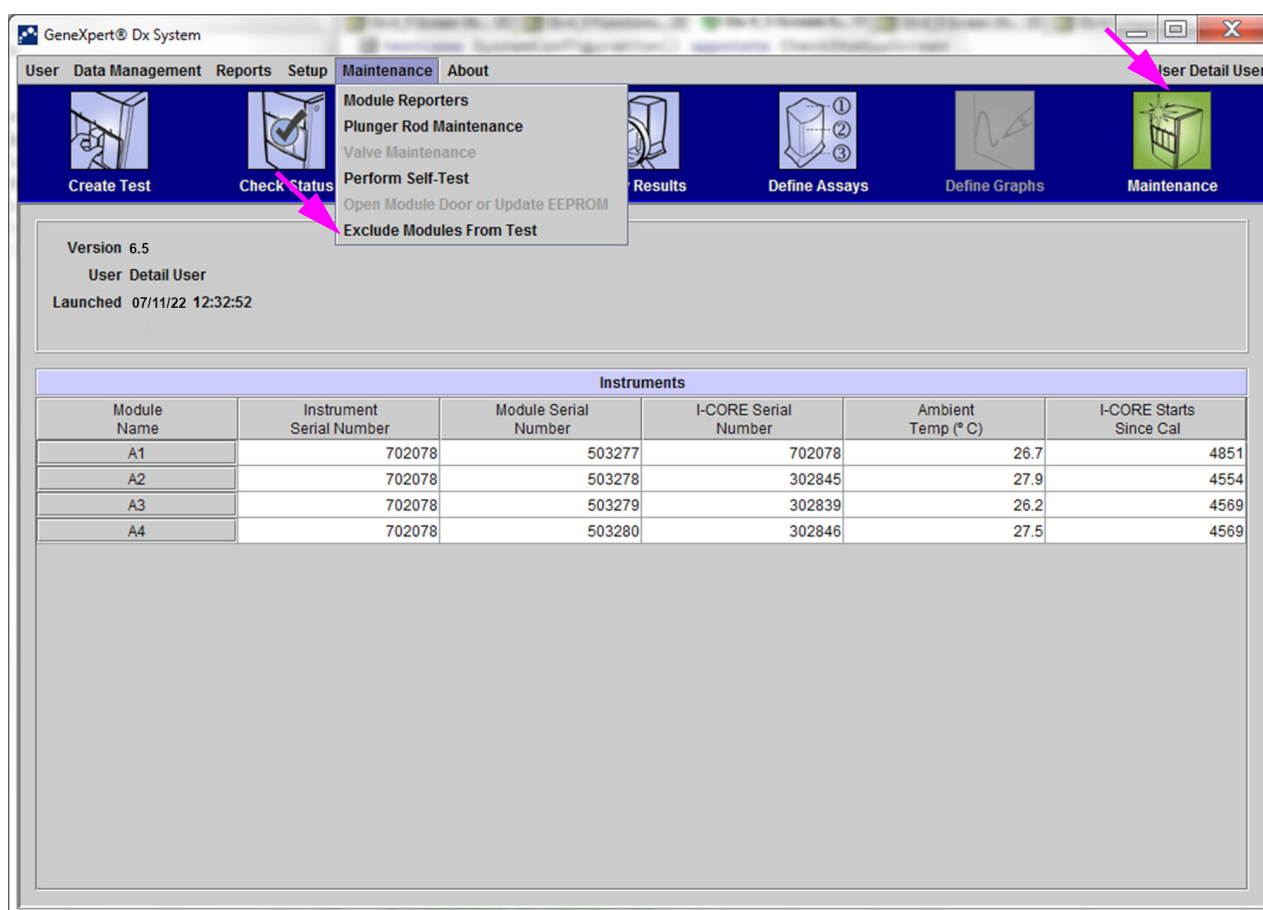 GeneXpert® Dx System
User Data Management Reports Setup Maintenance About
User Detail User
Module Reporters
Plunger Rod Maintenance
Valve Maintenance
Perform Self-Test
Open Module Door or Update EEPROM
Exclude Modules From Test
Create Test Check Status Results Define Assays Define Graphs Maintenance
Version 6.5
User Detail User
Launched 07/11/22 12:32:52
Instruments
Module Instrument Module Serial I-CORE Serial Ambient I-CORE Starts
Name Serial Number Number Number Temp (º C) Since Cal
A1 702078 503277 702078 26.7 4851
A2 702078 503278 302845 27.9 4554
A3 702078 503279 302839 26.2 4569
A4 702078 503280 302846 27.5 4569